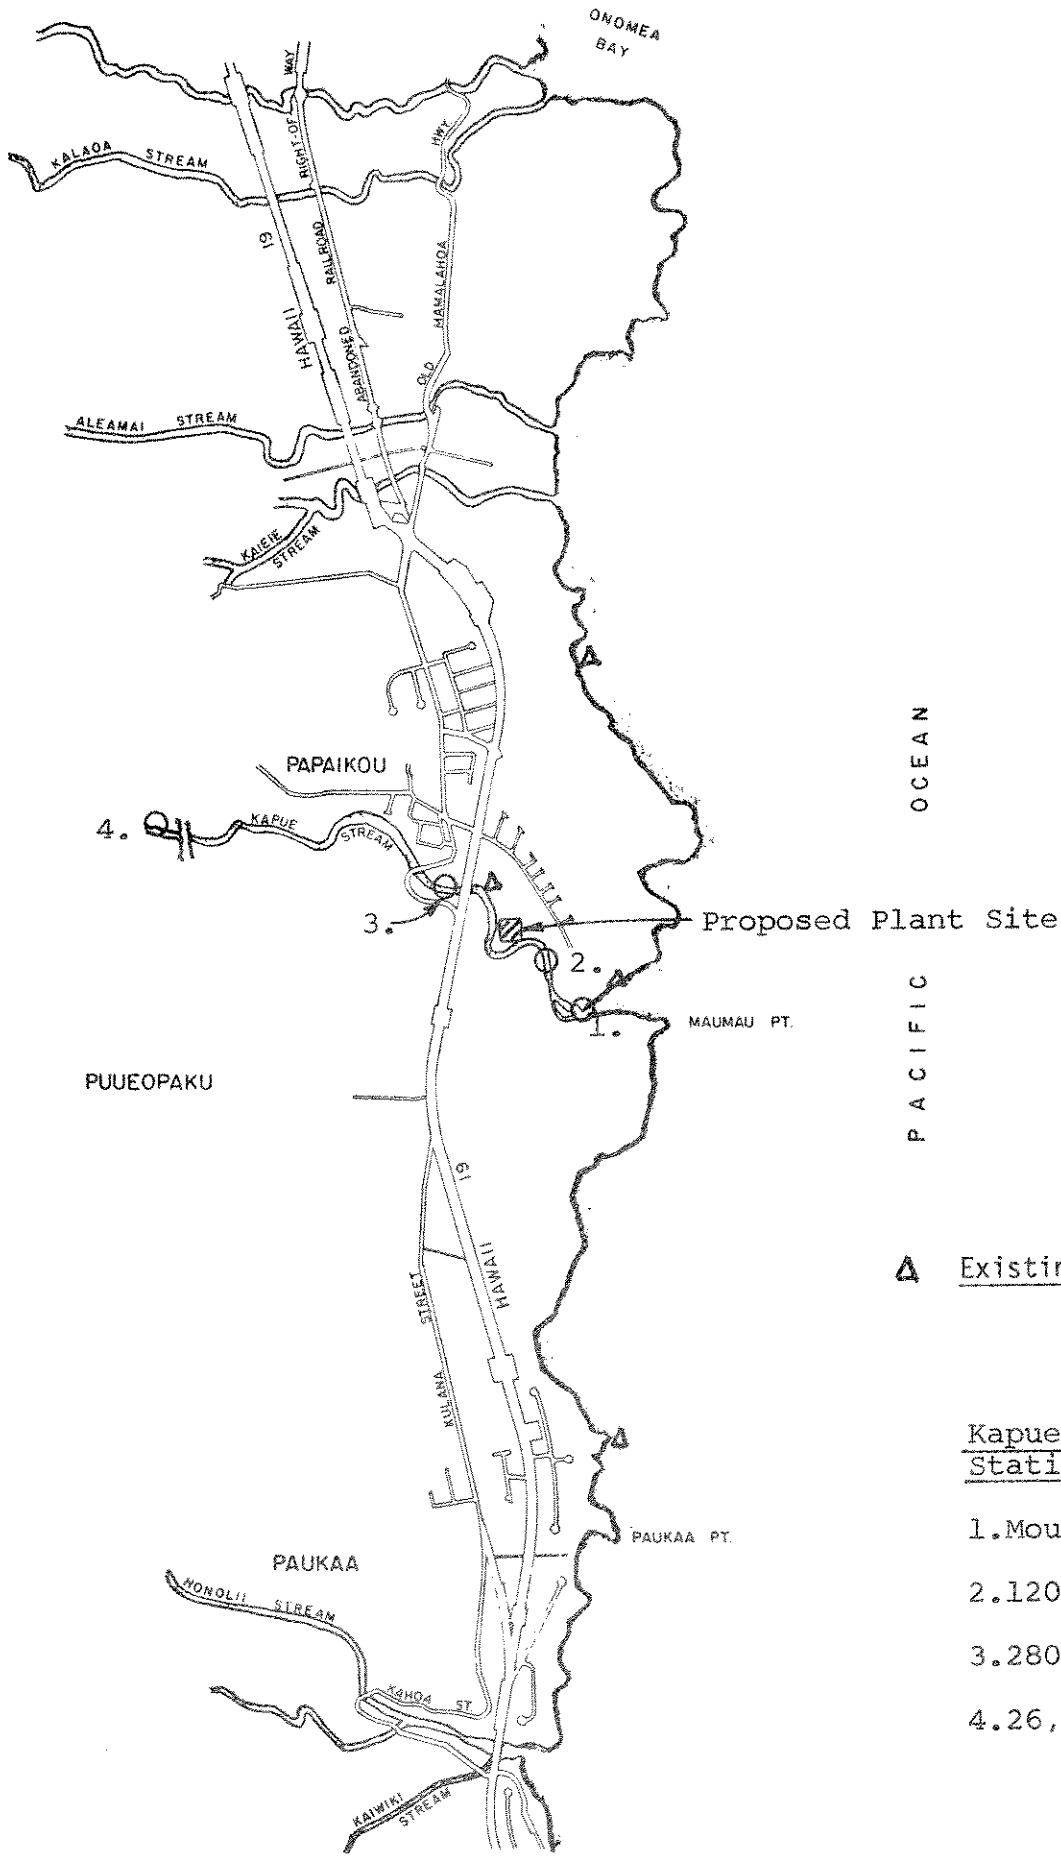 ONOMEA
BAY
WAY
RIGHT-OF
RAILROAD
ABANDONED
HWY
MAMALAHOA
OLD
KALAOA STREAM
19
HAWAII
ALEAMAI STREAM
KAIEIE
STREAM
PAPAIKOU
OCEAN
4.
KAPUE
STREAM
3.
Proposed Plant Site
2.
1.
MAUMAU PT.
PACIFIC
PUUEOPAKU
19
HAWAII
STREET
KULANA
Δ Existin
Kapue
Stati
1.Mou
2.120
3.280
4.26,
PAUKAA PT.
PAUKAA
HONOLII STREAM
KAHOA ST.
KAIWIKI
STREAM